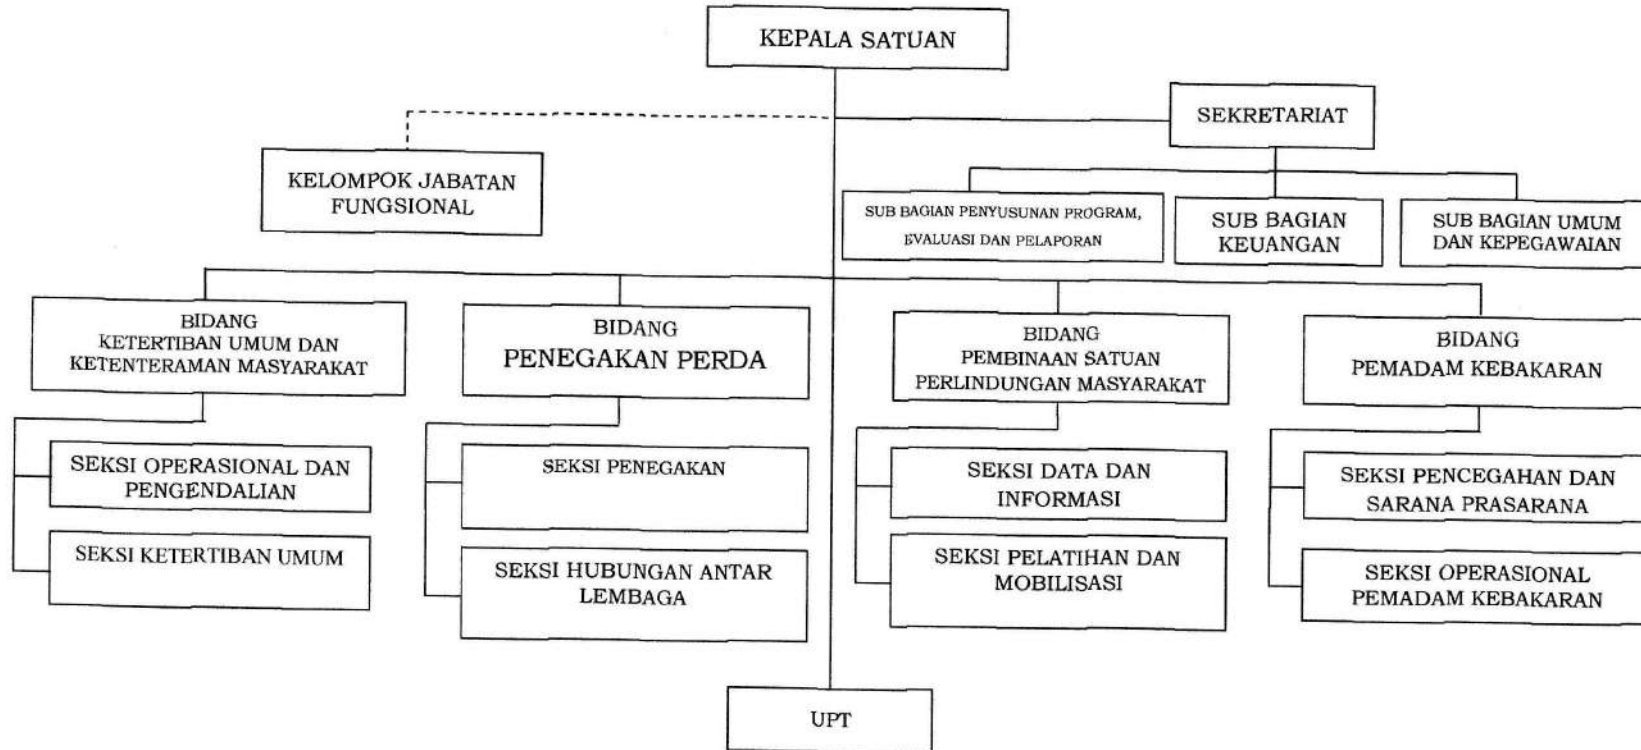 KEPALA SATUAN
SEKRETARIAT
KELOMPOK JABATAN
FUNGSIONAL
SUB BAGIAN PENYUSUNAN PROGRAM,
EVALUASI DAN PELAPORAN
SUB BAGIAN
KEUANGAN
SUB BAGIAN UMUM
DAN KEPEGAWAIAN
BIDANG
KETERTIBAN UMUM DAN
KETENTERAMAN MASYARAKAT
BIDANG
PENEGAKAN PERDA
BIDANG
PEMBINAAN SATUAN
PERLINDUNGAN MASYARAKAT
BIDANG
PEMADAM KEBAKARAN
SEKSI OPERASIONAL DAN
PENGENDALIAN
SEKSI KETERTIBAN UMUM
SEKSI PENEGAKAN
SEKSI HUBUNGAN ANTAR
LEMBAGA
SEKSI DATA DAN
INFORMASI
SEKSI PELATIHAN DAN
MOBILISASI
SEKSI PENCEGAHAN DAN
SARANA PRASARANA
SEKSI OPERASIONAL
PEMADAM KEBAKARAN
UPT